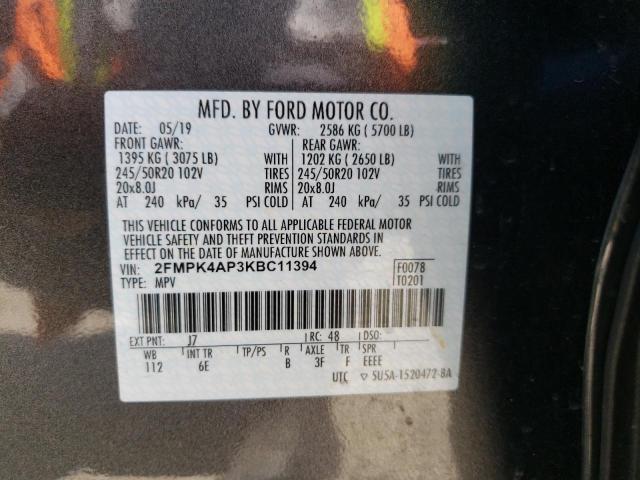 MFD. BY FORD MOTOR CO.
DATE: 05/19 GVWR: 2586 KG ( 5700 LB)
FRONT GAWR: REAR GAWR:
1395 KG ( 3075 LB) WITH 1202 KG ( 2650 LB) WITH
245/50R20 102V TIRES 245/50R20 102V TIRES
20x8.0J RIMS 20x8.0J RIMS
AT 240 kPa/ 35 PSI COLD AT 240 kPa/ 35 PSI COLD
THIS VEHICLE CONFORMS TO ALL APPLICABLE FEDERAL MOTOR
VEHICLE SAFETY AND THEFT PREVENTION STANDARDS IN
EFFECT ON THE DATE OF MANUFACTURE SHOWN ABOVE.
VIN: 2FMPK4AP3KBC11394 F0078
TYPE: MPV T0201
EXT PNT: J7 RC: 48 DSO:
WB INT TR TP/PS R AXLE TR SPR
112 6E B 3F F EEEE
UTC ▽ 5U5A-1520472-BA